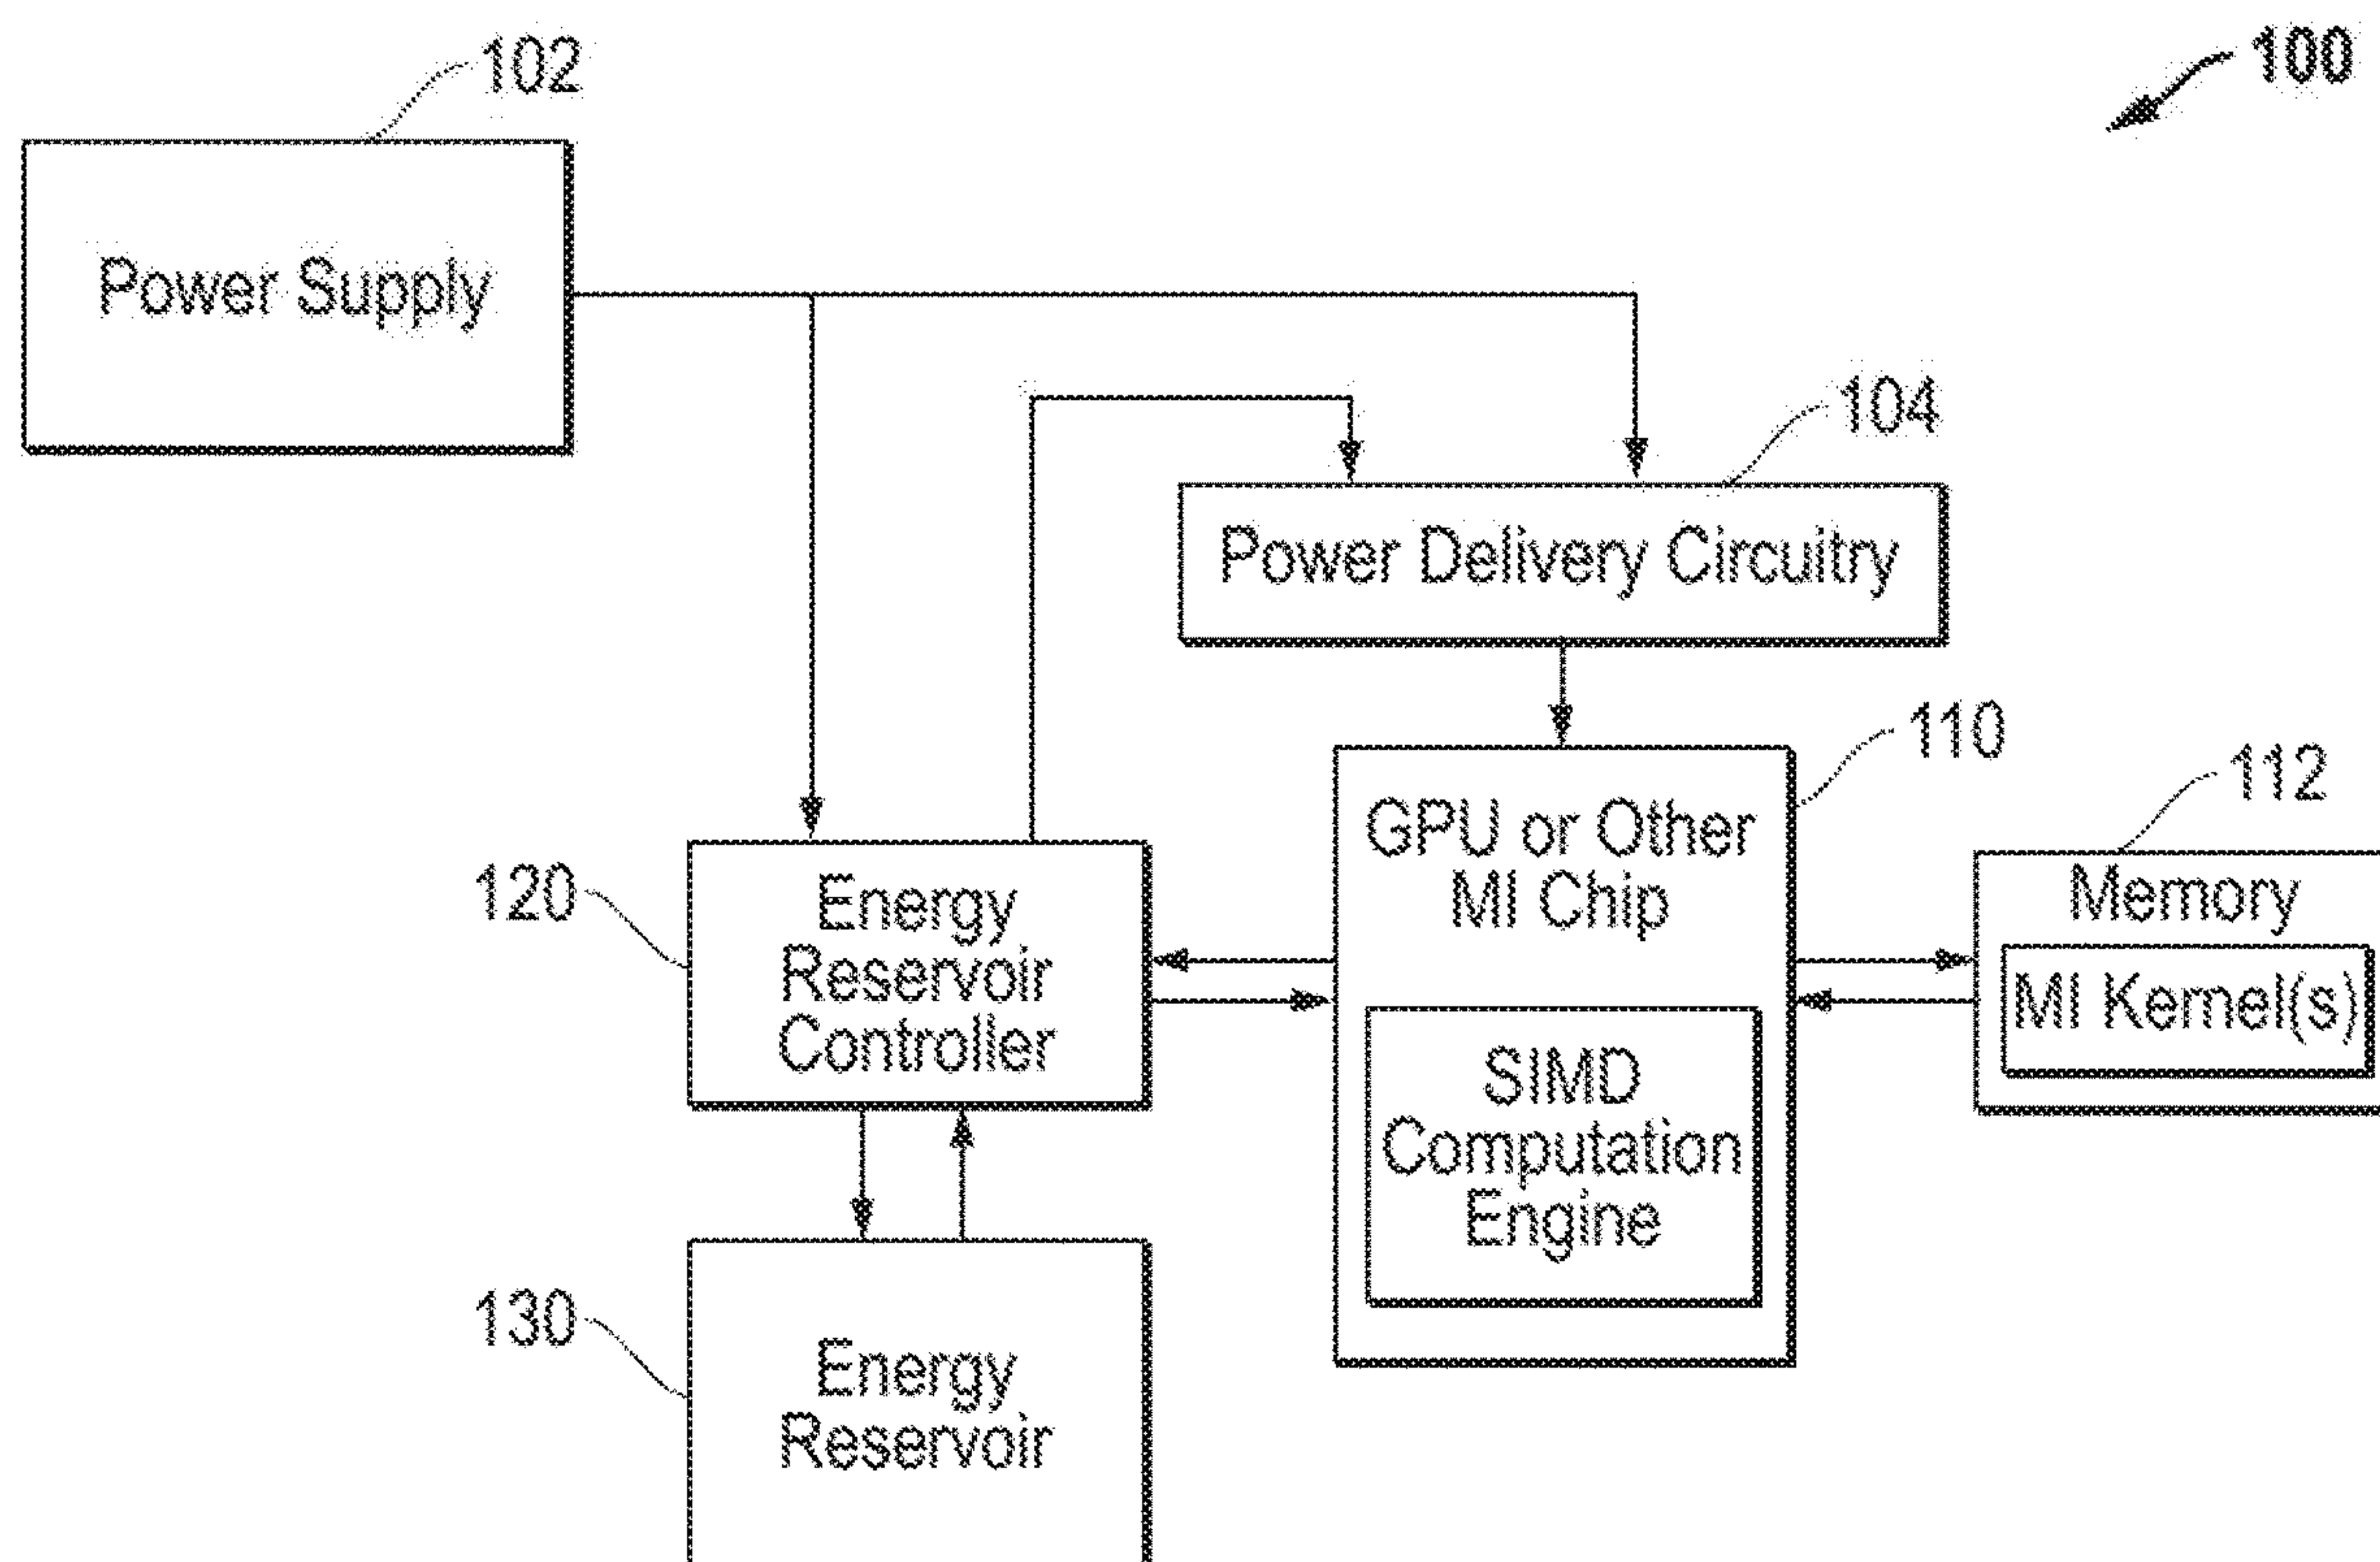 102
100
Power Supply
104
Power Delivery Circuitry
110
112
GPU or Other
MI Chip
Memory
MI Kernel(s)
120
Energy
Reservoir
Controller
SIMD
Computation
Engine
130
Energy
Reservoir